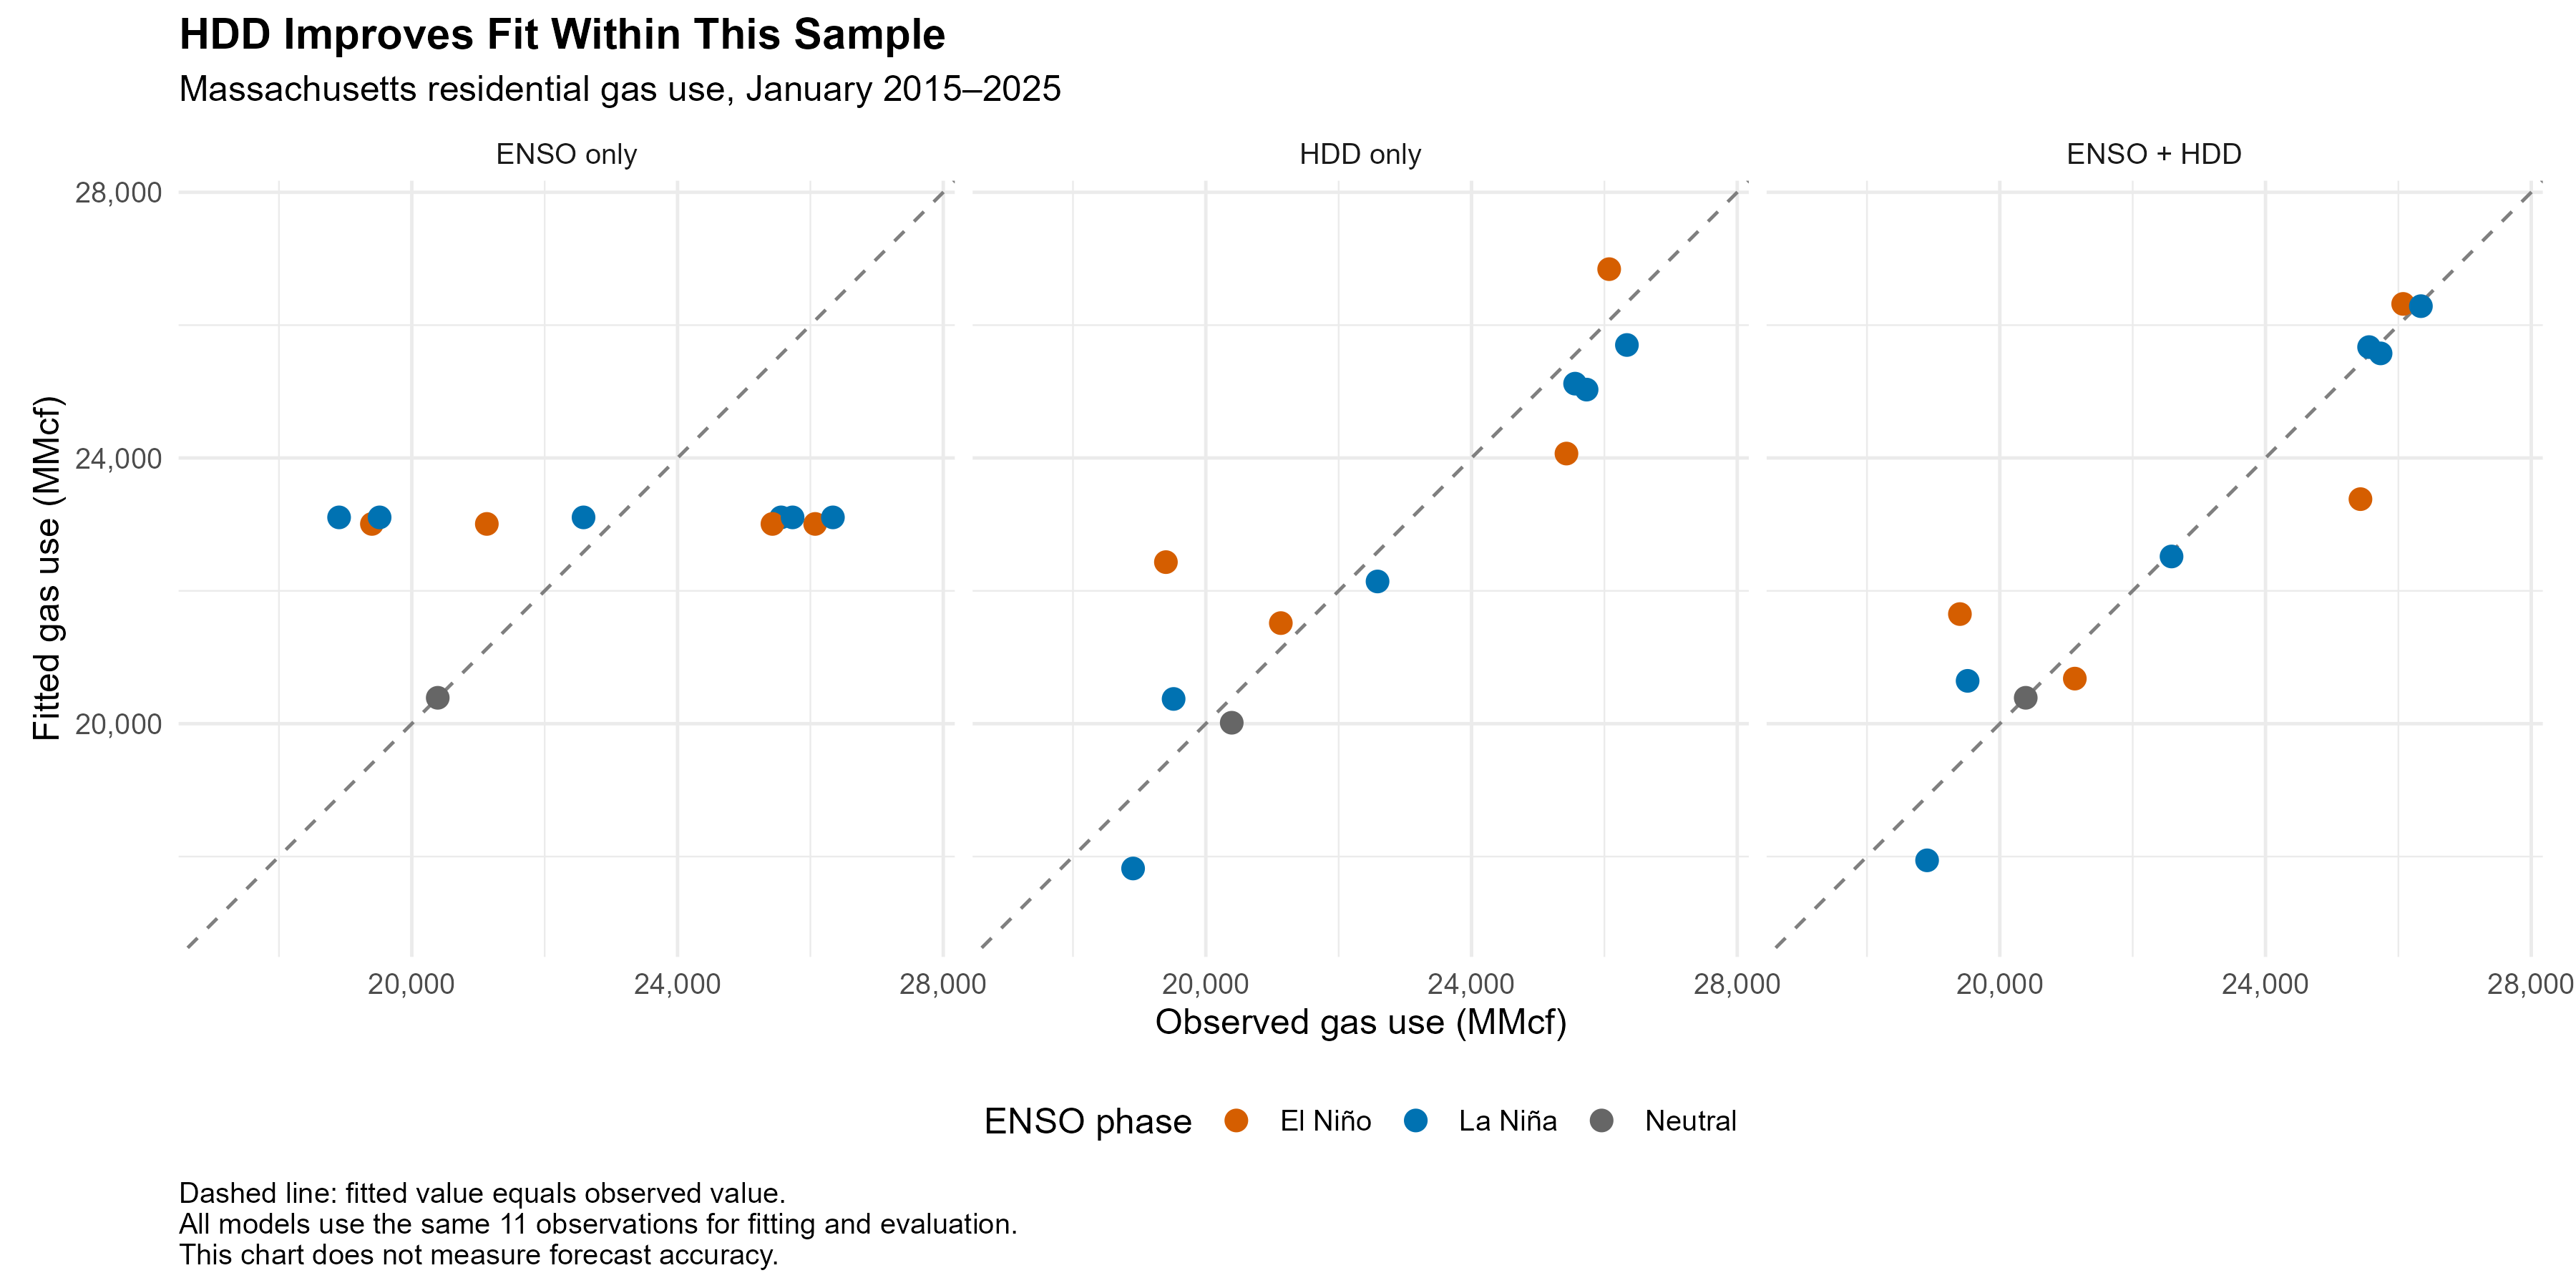 HDD Improves Fit Within This Sample
Massachusetts residential gas use, January 2015–2025
ENSO only
HDD only
ENSO + HDD
Fitted gas use (MMcf)
28,000
24,000
20,000
20,000 24,000 28,000
20,000 24,000 28,000
20,000 24,000 28,000
Observed gas use (MMcf)
ENSO phase El Niño La Niña Neutral
Dashed line: fitted value equals observed value.
All models use the same 11 observations for fitting and evaluation.
This chart does not measure forecast accuracy.